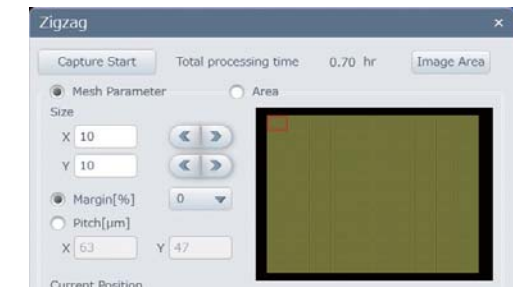 Zigzag ×
Capture Start Total processing time 0.70 hr Image Area
Mesh Parameter Area
Size
X 10
Y 10
Margin[%] 0
Pitch[μm]
X 63 Y 47
Current Position